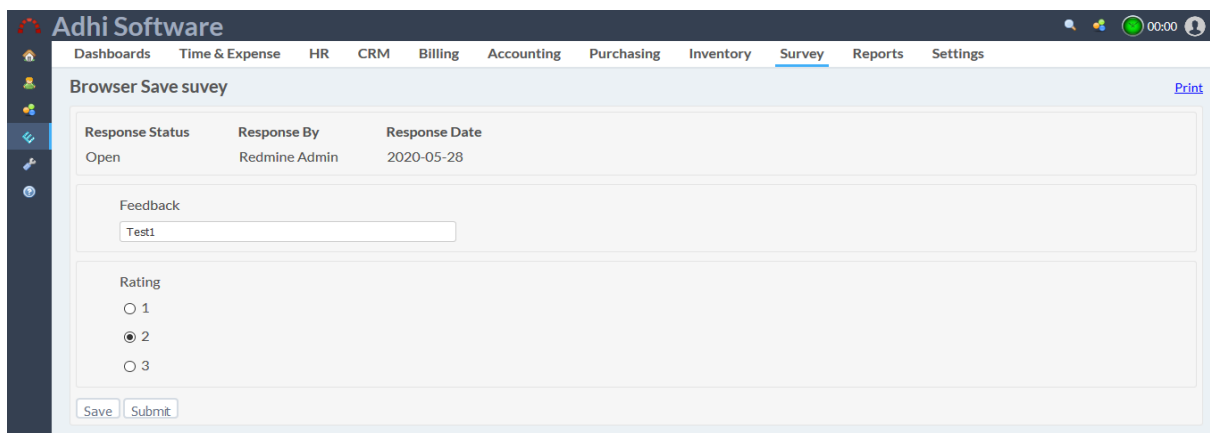 Adhi Software
00:00
Dashboards Time & Expense HR CRM Billing Accounting Purchasing Inventory Survey Reports Settings
Browser Save suvey Print
Response Status Response By Response Date
Open Redmine Admin 2020-05-28
Feedback
Test1
Rating
1
2
3
Save Submit